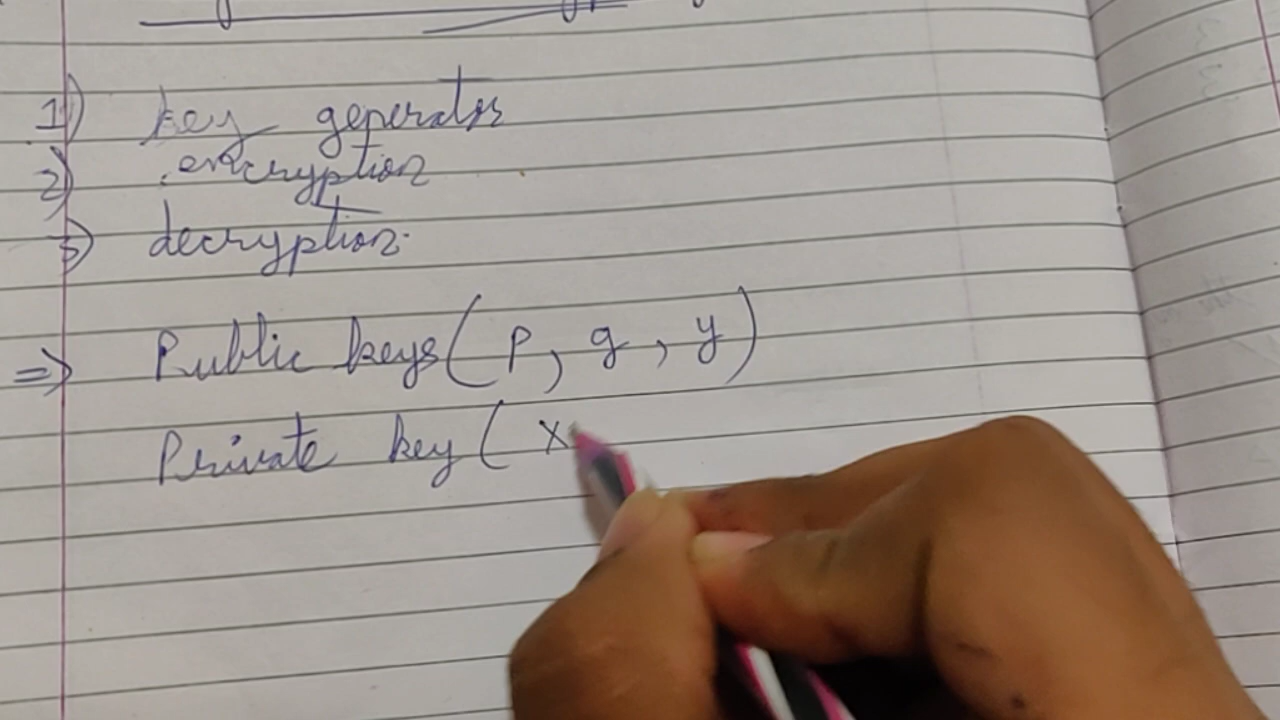 1) key generator
2) encryption
3) decryption.
=> Public keys (P, g, y)
Private key ( x